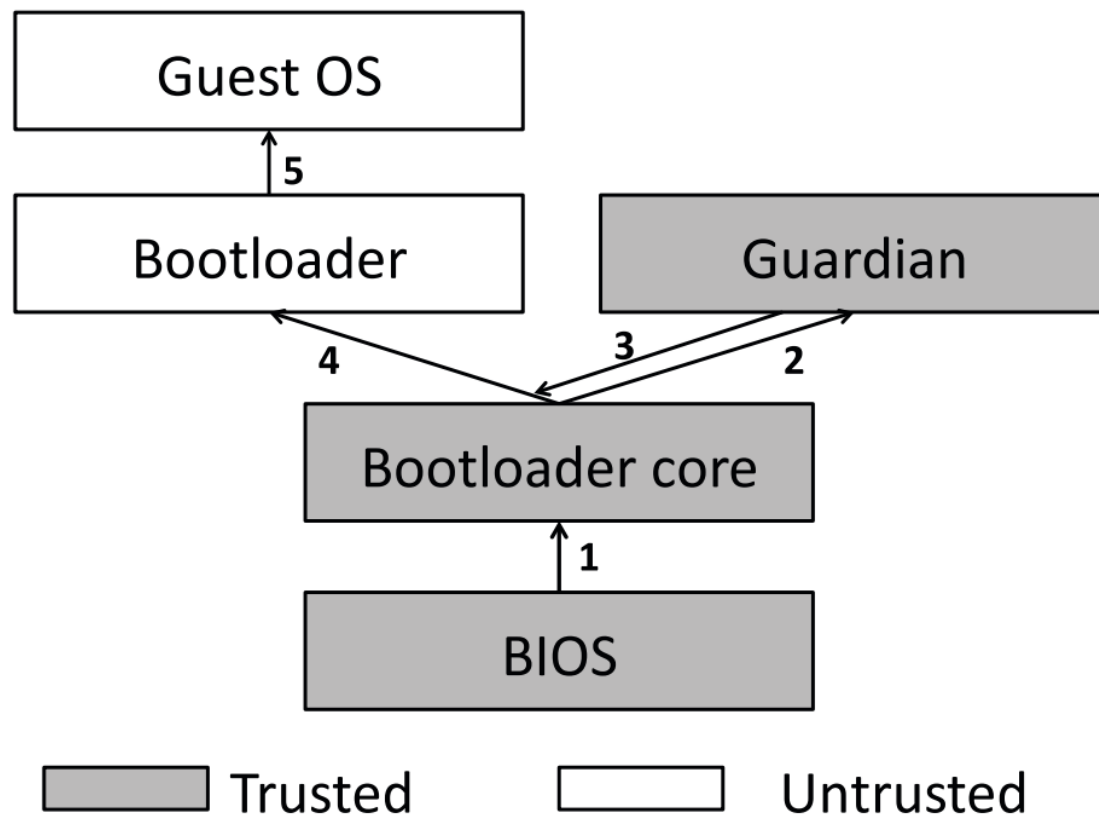 Guest OS
5
Bootloader
Guardian
4
3
2
Bootloader core
1
BIOS
Trusted
Untrusted